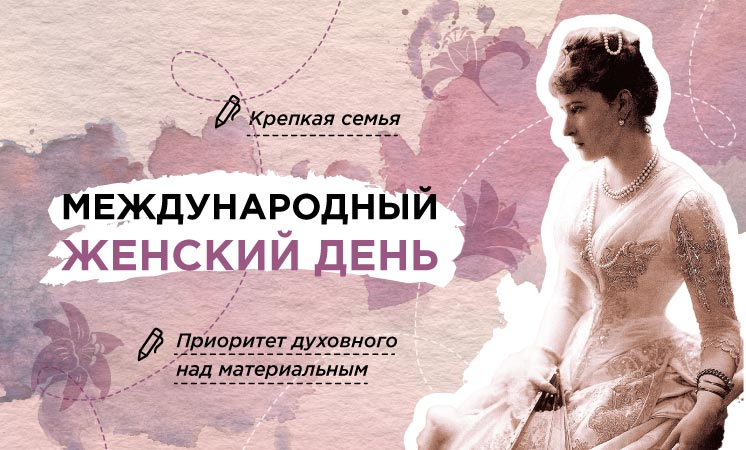 Крепкая семья
МЕЖДУНАРОДНЫЙ
ЖЕНСКИЙ ДЕНЬ
Приоритет духовного
над материальным